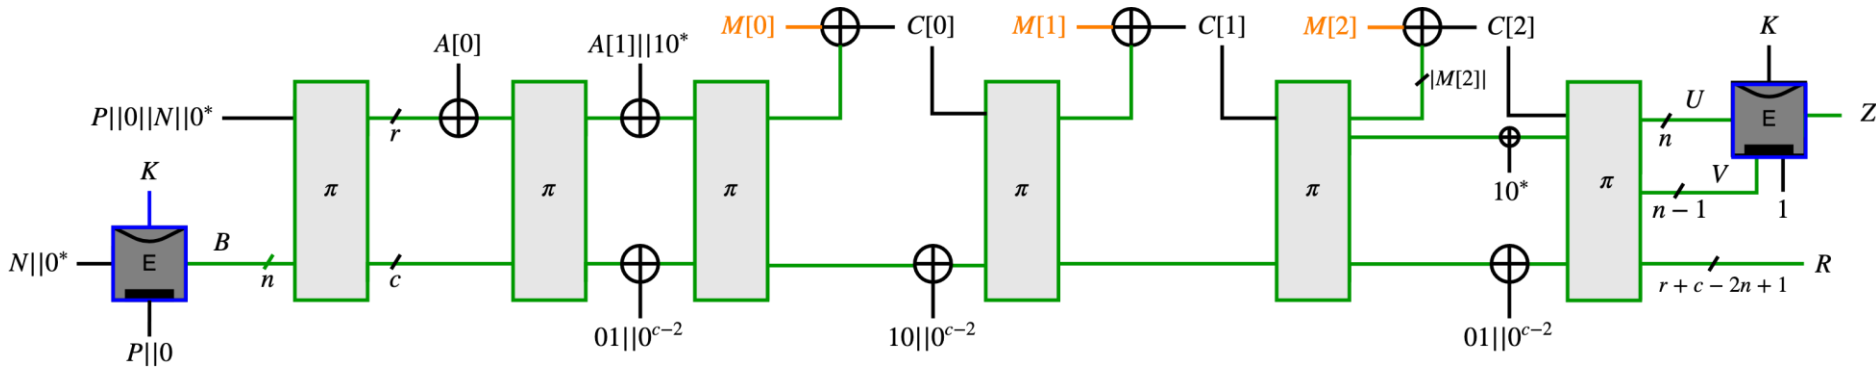 M[0]
C[0]
M[1]
C[1]
M[2]
C[2]
K
A[0]
A[1]||10*
|M[2]|
P||0||N||0*
r
U
n
E
Z
K
π
π
π
π
π
π
10*
V
n − 1
1
N||0*
E
B
n
c
R
r + c − 2n + 1
P||0
01||0^{c−2}
10||0^{c−2}
01||0^{c−2}